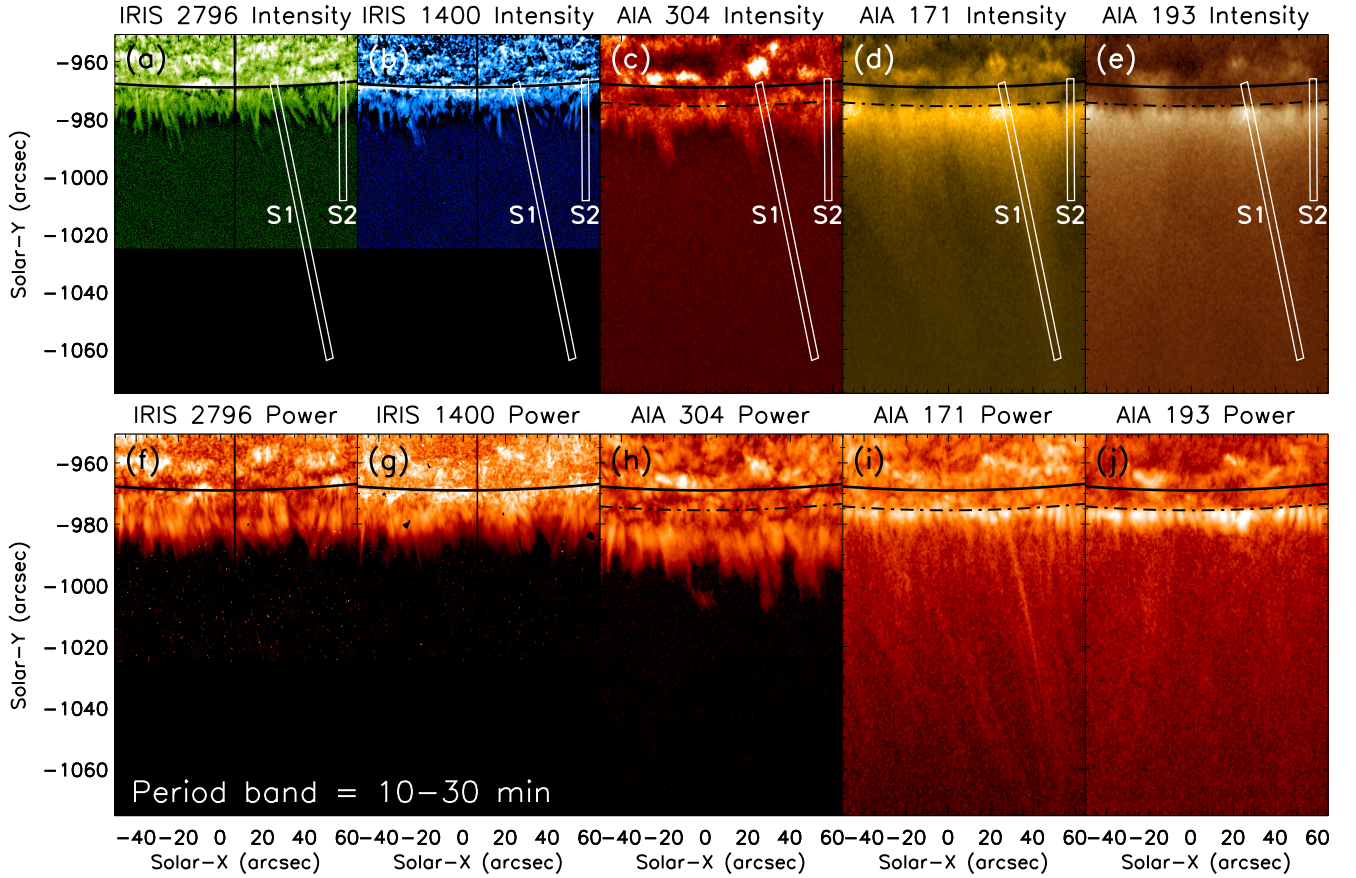 IRIS 2796 Intensity IRIS 1400 Intensity AIA 304 Intensity AIA 171 Intensity AIA 193 Intensity
(a) (b) (c) (d) (e)
−960
−980
−1000
−1020
−1040
−1060
Solar−Y (arcsec)
S1 S2 S1 S2 S1 S2 S1 S2 S1 S2
IRIS 2796 Power IRIS 1400 Power AIA 304 Power AIA 171 Power AIA 193 Power
(f) (g) (h) (i) (j)
−960
−980
−1000
−1020
−1040
−1060
Solar−Y (arcsec)
Period band = 10−30 min
−40 −20 0 20 40 60 −40 −20 0 20 40 60 −40 −20 0 20 40 60 −40 −20 0 20 40 60 −40 −20 0 20 40 60
Solar−X (arcsec) Solar−X (arcsec) Solar−X (arcsec) Solar−X (arcsec) Solar−X (arcsec)